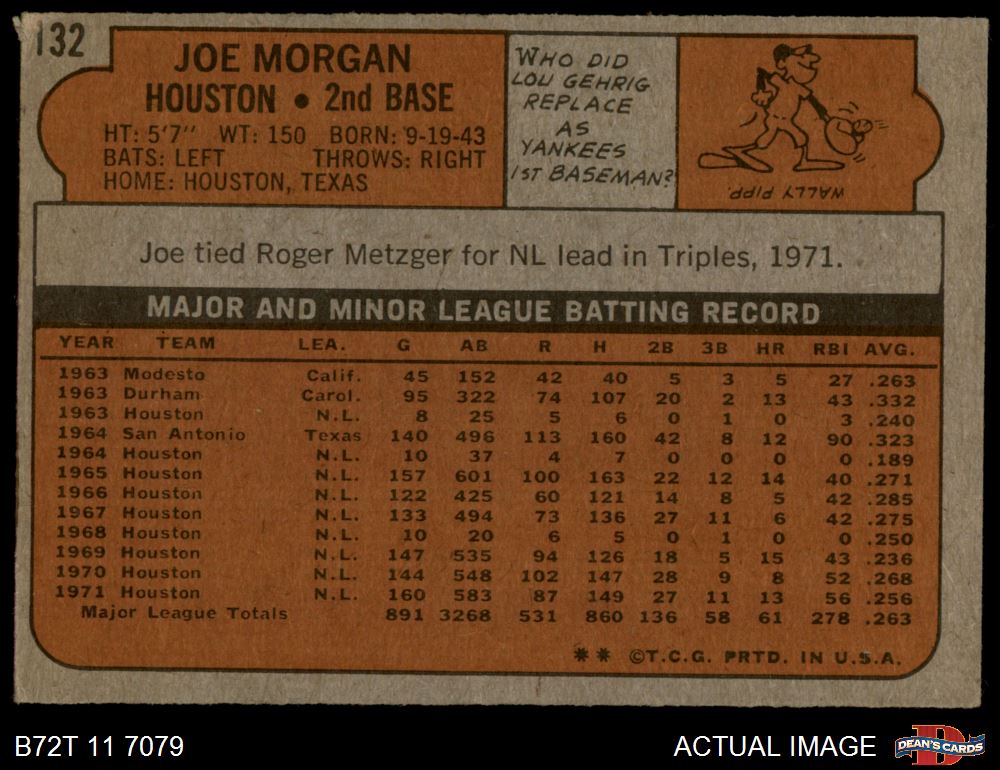 132
JOE MORGAN
HOUSTON • 2nd BASE
HT: 5'7" WT: 150 BORN: 9-19-43
BATS: LEFT THROWS: RIGHT
HOME: HOUSTON, TEXAS
WHO DID
LOU GEHRIG
REPLACE
AS
YANKEES
1ST BASEMAN?
WALLY PIPP.
Joe tied Roger Metzger for NL lead in Triples, 1971.
MAJOR AND MINOR LEAGUE BATTING RECORD
YEAR TEAM LEA. G AB R H 2B 3B HR RBI AVG.
1963 Modesto Calif. 45 152 42 40 5 3 5 27 .263
1963 Durham Carol. 95 322 74 107 20 2 13 43 .332
1963 Houston N.L. 8 25 5 6 0 1 0 3 .240
1964 San Antonio Texas 140 496 113 160 42 8 12 90 .323
1964 Houston N.L. 10 37 4 7 0 0 0 0 .189
1965 Houston N.L. 157 601 100 163 22 12 14 40 .271
1966 Houston N.L. 122 425 60 121 14 8 5 42 .285
1967 Houston N.L. 133 494 73 136 27 11 6 42 .275
1968 Houston N.L. 10 20 6 5 0 1 0 0 .250
1969 Houston N.L. 147 535 94 126 18 5 15 43 .236
1970 Houston N.L. 144 548 102 147 28 9 8 52 .268
1971 Houston N.L. 160 583 87 149 27 11 13 56 .256
Major League Totals 891 3268 531 860 136 58 61 278 .263
** ©T.C.G. PRTD. IN U.S.A.
B72T 11 7079
ACTUAL IMAGE
D
DEAN'S CARDS